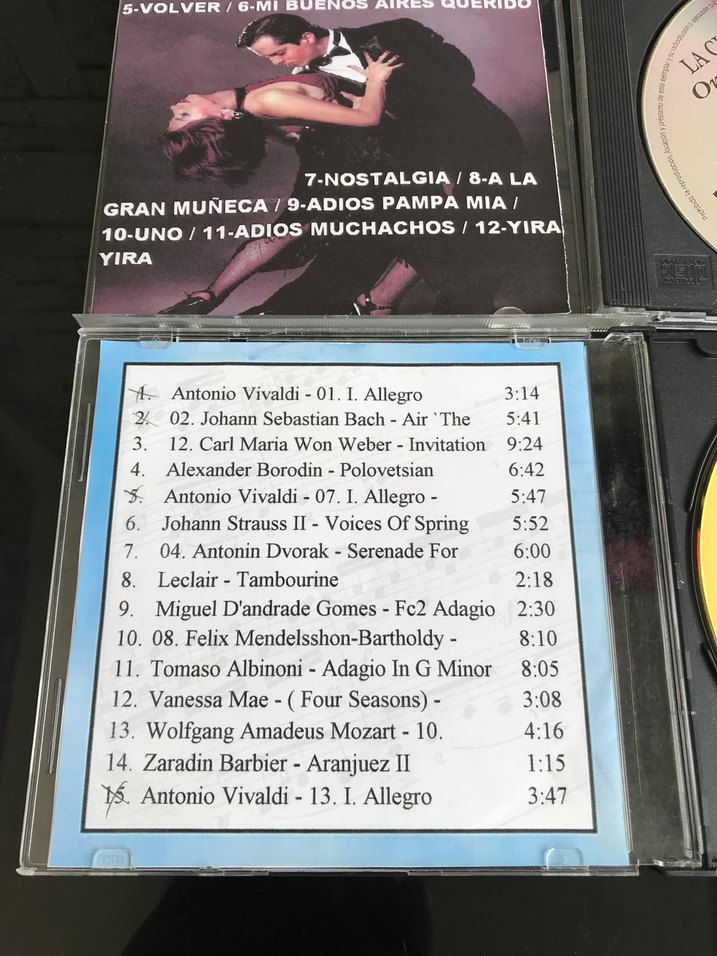 5-VOLVER / 6-MI BUENOS AIRES QUERIDO
7-NOSTALGIA / 8-A LA
GRAN MUÑECA / 9-ADIOS PAMPA MIA /
10-UNO / 11-ADIOS MUCHACHOS / 12-YIRA
YIRA
LA
1. Antonio Vivaldi - 01. I. Allegro 3:14
2. 02. Johann Sebastian Bach - Air `The 5:41
3. 12. Carl Maria Won Weber - Invitation 9:24
4. Alexander Borodin - Polovetsian 6:42
5. Antonio Vivaldi - 07. I. Allegro - 5:47
6. Johann Strauss II - Voices Of Spring 5:52
7. 04. Antonin Dvorak - Serenade For 6:00
8. Leclair - Tambourine 2:18
9. Miguel D'andrade Gomes - Fc2 Adagio 2:30
10. 08. Felix Mendelsshon-Bartholdy - 8:10
11. Tomaso Albinoni - Adagio In G Minor 8:05
12. Vanessa Mae - ( Four Seasons) - 3:08
13. Wolfgang Amadeus Mozart - 10. 4:16
14. Zaradin Barbier - Aranjuez II 1:15
15. Antonio Vivaldi - 13. I. Allegro 3:47